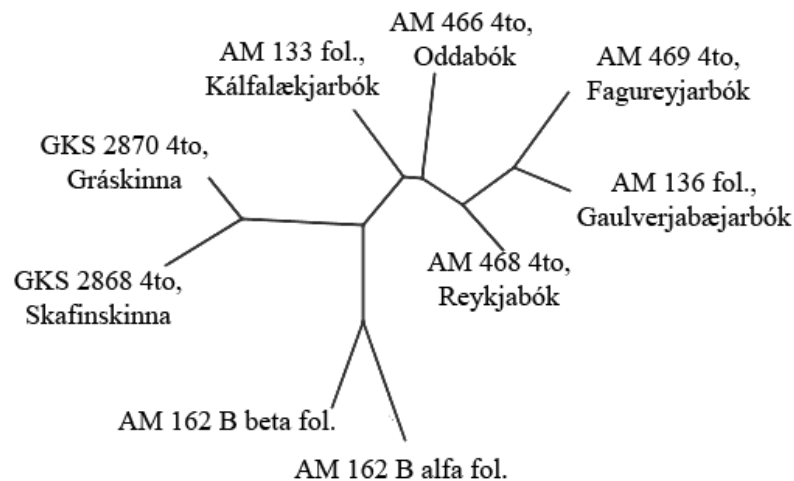 AM 466 4to,
Oddabók
AM 133 fol.,
Kálfalækjarbók
AM 469 4to,
Fagureyjarbók
GKS 2870 4to,
Gráskinna
AM 136 fol.,
Gaulverjabæjarbók
AM 468 4to,
Reykjabók
GKS 2868 4to,
Skafinskinna
AM 162 B beta fol.
AM 162 B alfa fol.